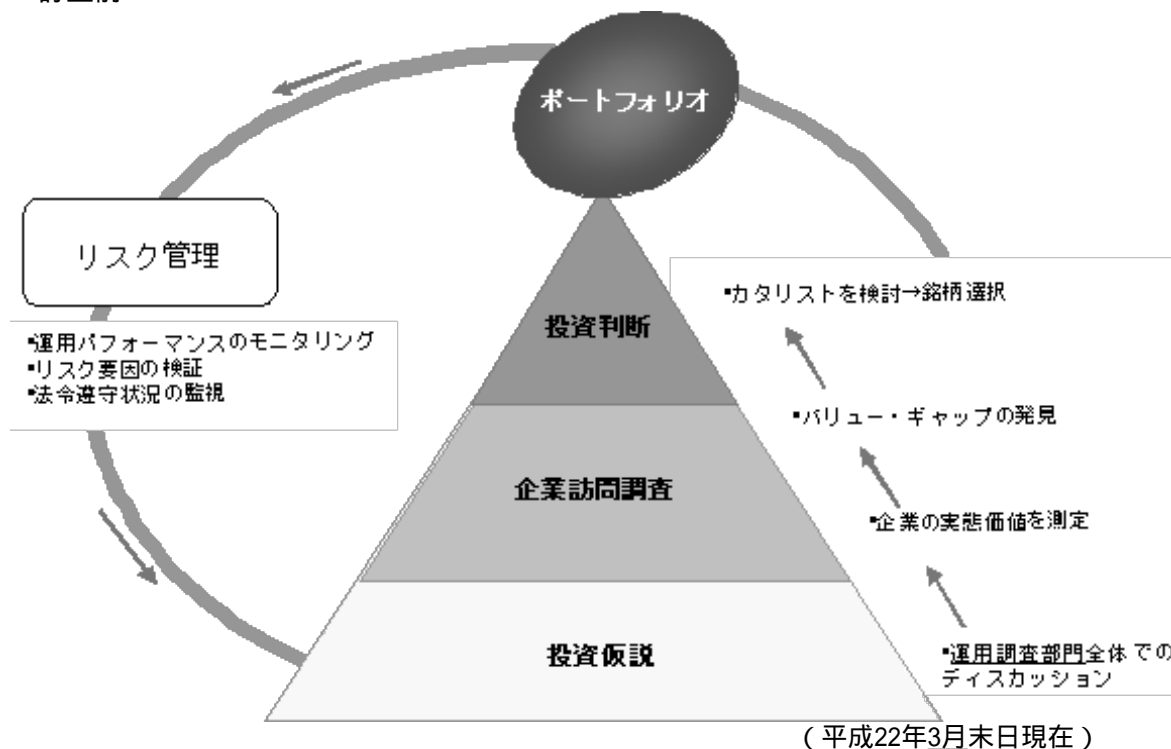 ポートフォリオ
リスク管理
▪運用パフォーマンスのモニタリング
▪リスク要因の検証
▪法令遵守状況の監視
投資判断
企業訪問調査
投資仮説
▪カタリストを検討→銘柄選択
▪バリュー・ギャップの発見
▪企業の実態価値を測定
▪運用調査部門全体での
ディスカッション
（平成22年3月末日現在）